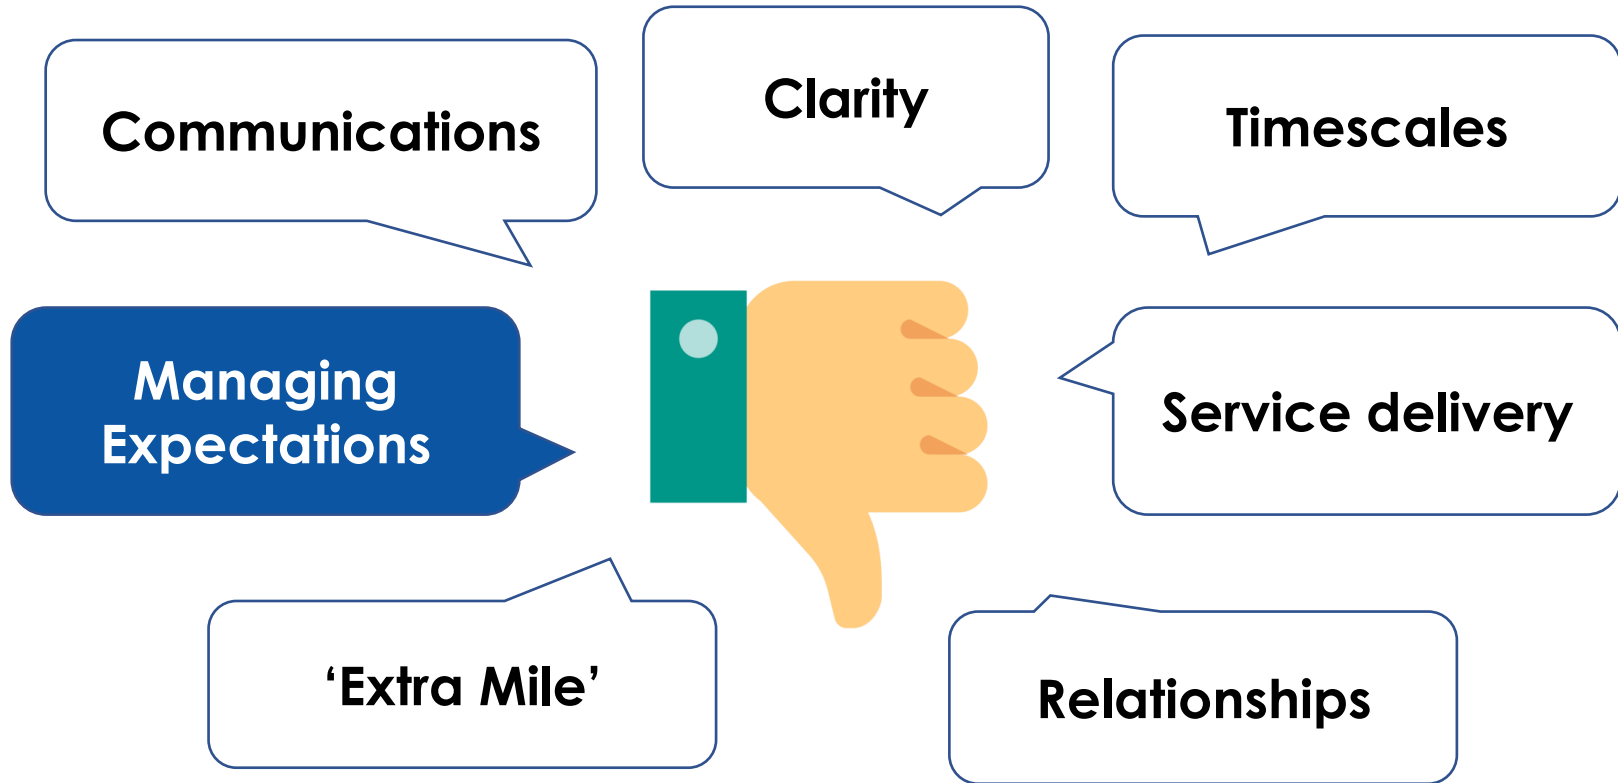 Communications
Clarity
Timescales
Managing
Expectations
Service delivery
‘Extra Mile’
Relationships